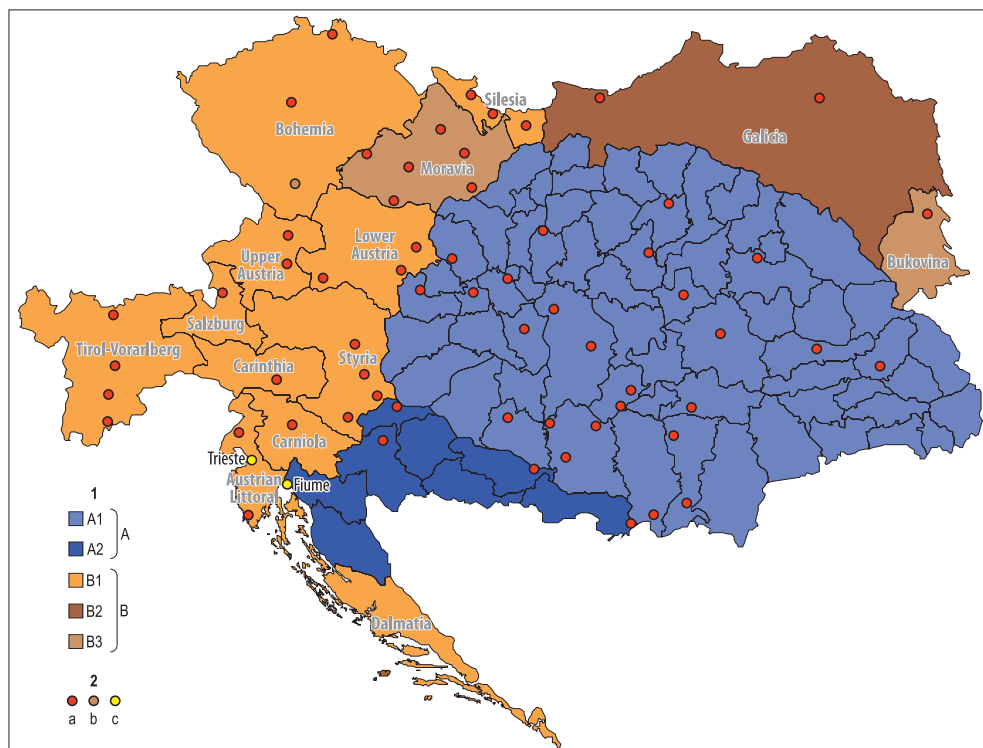 Silesia
Bohemia
Galicia
Moravia
Lower
Austria
Upper
Austria
Bukovina
Salzburg
Tirol-Vorarlberg
Styria
Carinthia
Carniola
Trieste
Austrian
Littoral
Fiume
Dalmatia
1
A1
A2
A
B1
B2
B3
B
2
a b c